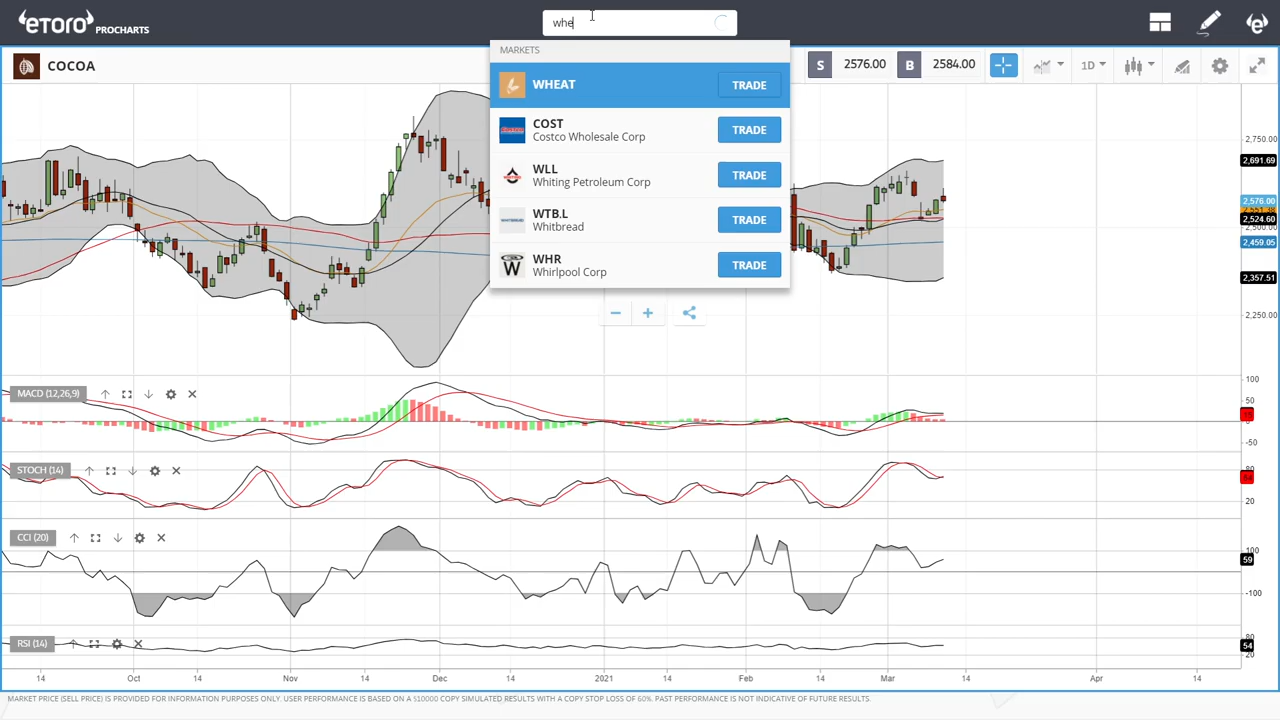 eTORO PROCHARTS
whe
MARKETS
WHEAT
TRADE
COST
Costco Wholesale Corp
TRADE
WLL
Whiting Petroleum Corp
TRADE
WTB.L
Whitbread
TRADE
WHR
Whirlpool Corp
TRADE
COCOA
S 2576.00 B 2584.00 1D
2,750.00
2,691.69
2,576.00
2,524.60
2,500.00
2,459.05
2,357.51
2,250.00
MACD (12,26,9)
100
50
-50
STOCH (14)
80
20
CCI (20)
100
59
-100
RSI (14)
80
54
20
14 Oct 14 Nov 14 Dec 14 2021 14 Feb 14 Mar 14 Apr 14
MARKET PRICE (SELL PRICE) IS PROVIDED FOR INFORMATION PURPOSES ONLY. USER PERFORMANCE IS BASED ON A $10000 COPY SIMULATED RESULTS WITH A COPY STOP LOSS OF 60%. PAST PERFORMANCE IS NOT INDICATIVE OF FUTURE RESULTS.